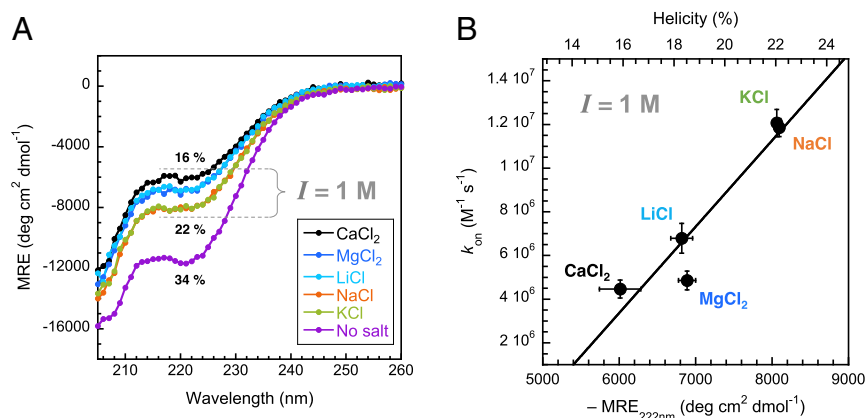 A
MRE (deg cm² dmol⁻¹)
0
-4000
-8000
-12000
-16000
16 %
22 %
34 %
I = 1 M
CaCl₂
MgCl₂
LiCl
NaCl
KCl
No salt
210 220 230 240 250 260
Wavelength (nm)
B
Helicity (%)
14 16 18 20 22 24
kon (M⁻¹ s⁻¹)
1.4 10⁷
1.2 10⁷
1 10⁷
8 10⁶
6 10⁶
4 10⁶
2 10⁶
I = 1 M
KCl
NaCl
LiCl
CaCl₂
MgCl₂
5000 6000 7000 8000 9000
– MRE222nm (deg cm² dmol⁻¹)